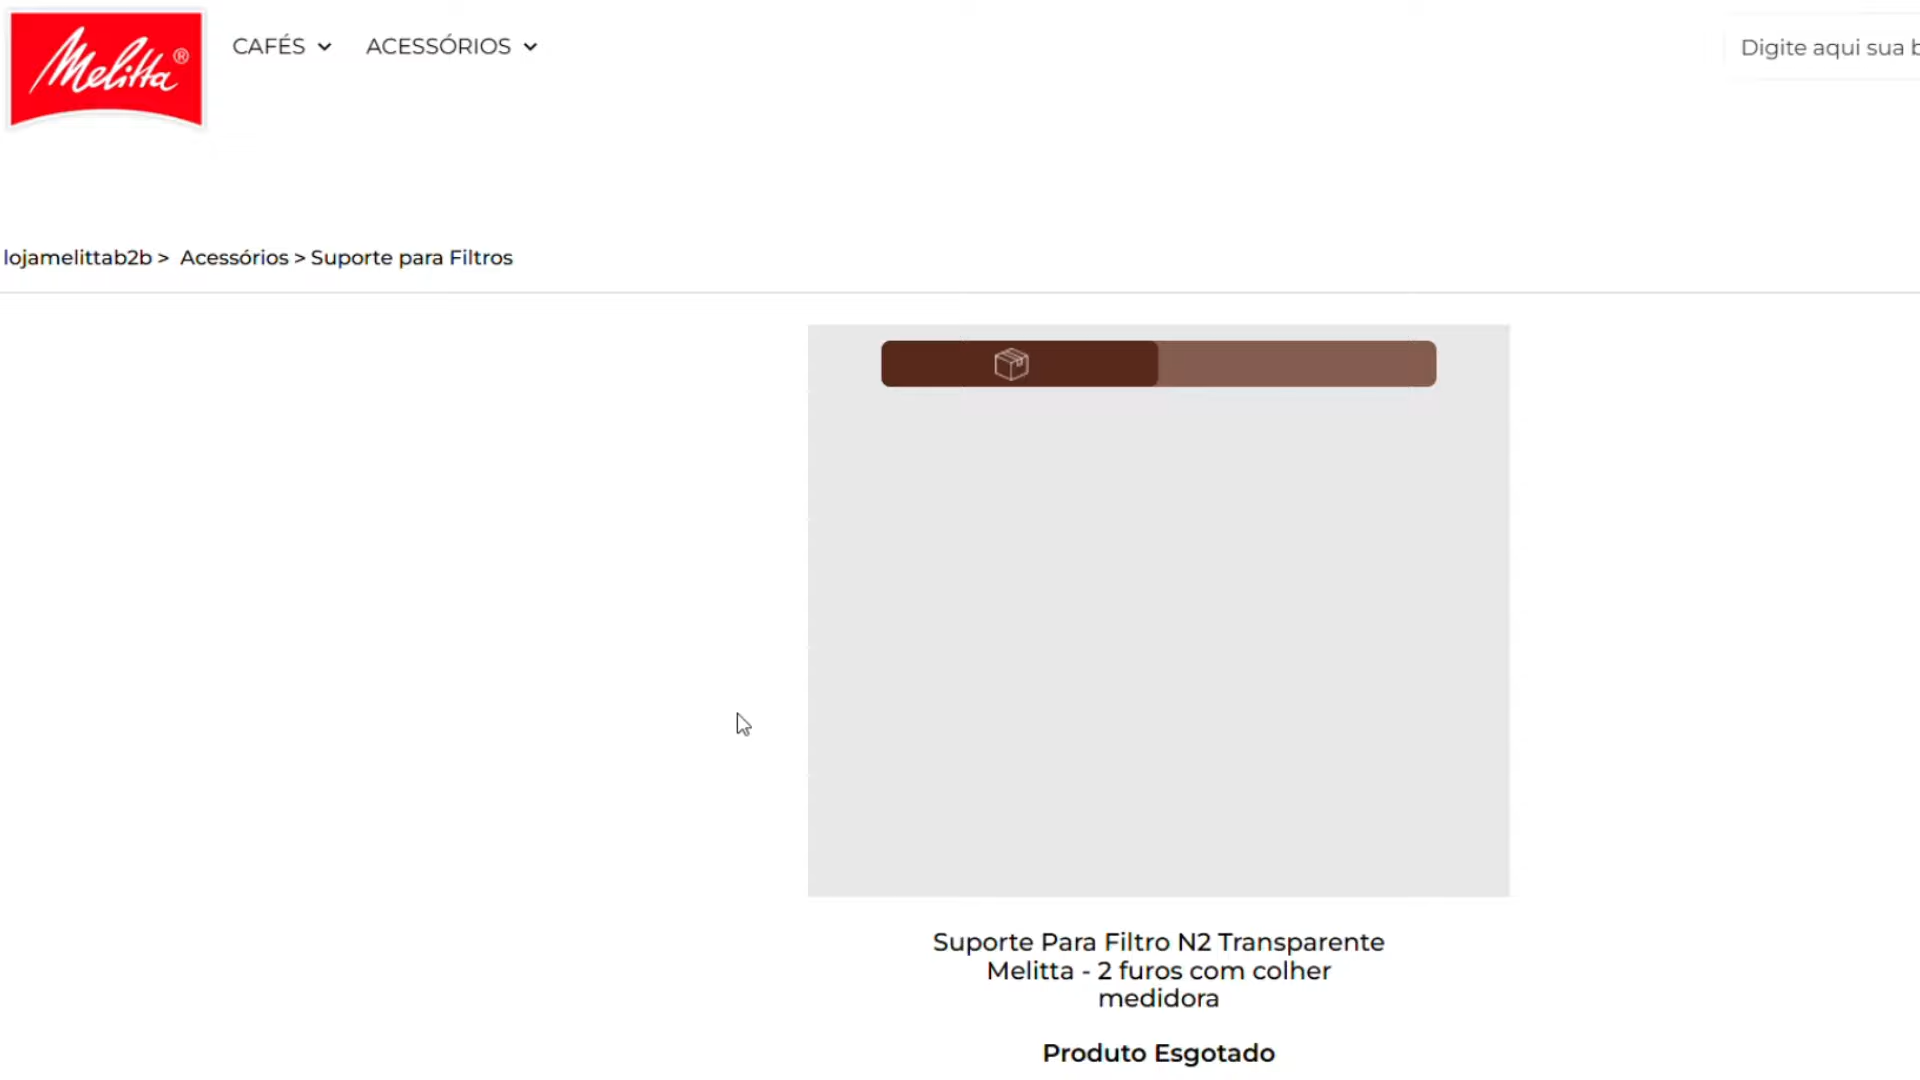 Melitta®
CAFÉS
ACESSÓRIOS
Digite aqui sua b
lojamelittab2b > Acessórios > Suporte para Filtros
Suporte Para Filtro N2 Transparente
Melitta - 2 furos com colher
medidora
Produto Esgotado